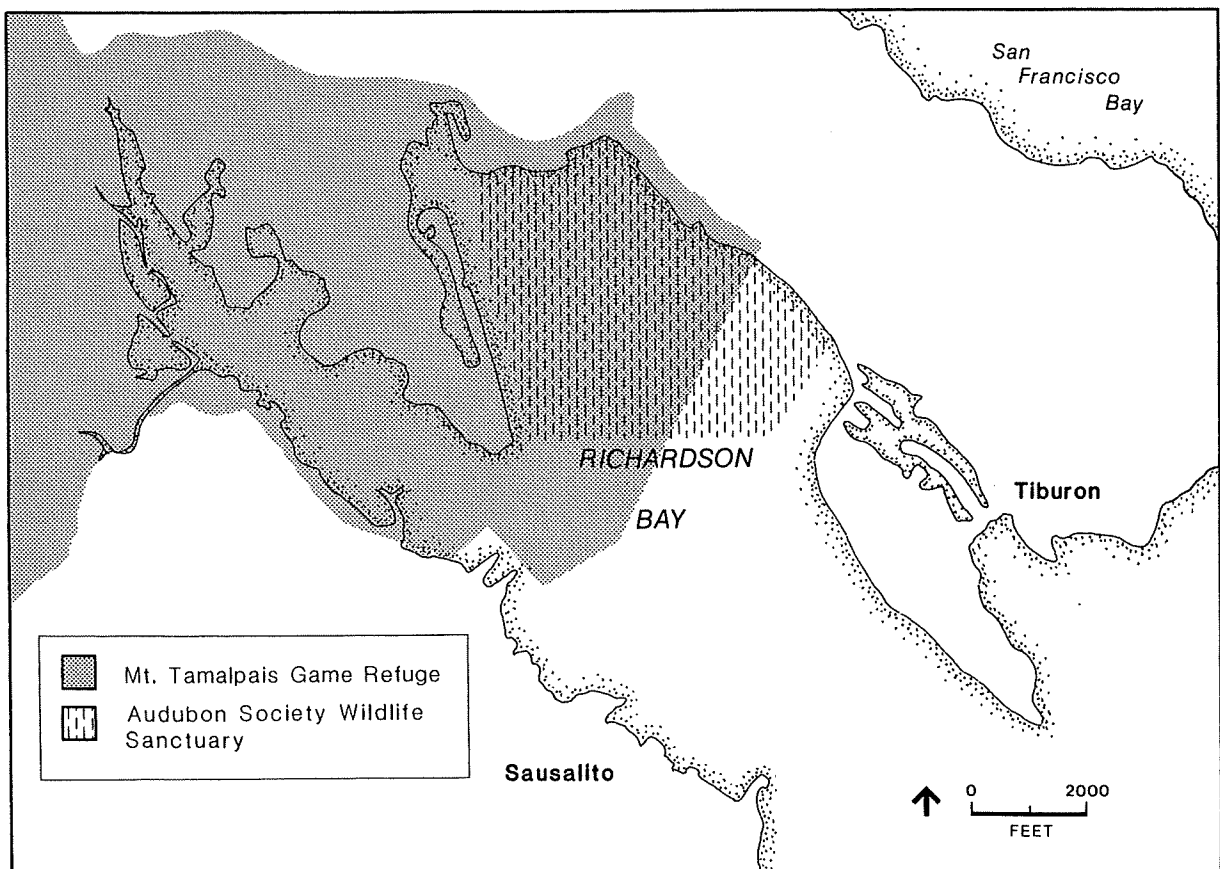 San
Francisco
Bay
RICHARDSON
BAY
Tiburon
Mt. Tamalpais Game Refuge
Audubon Society Wildlife
Sanctuary
Sausalito
0 2000
FEET